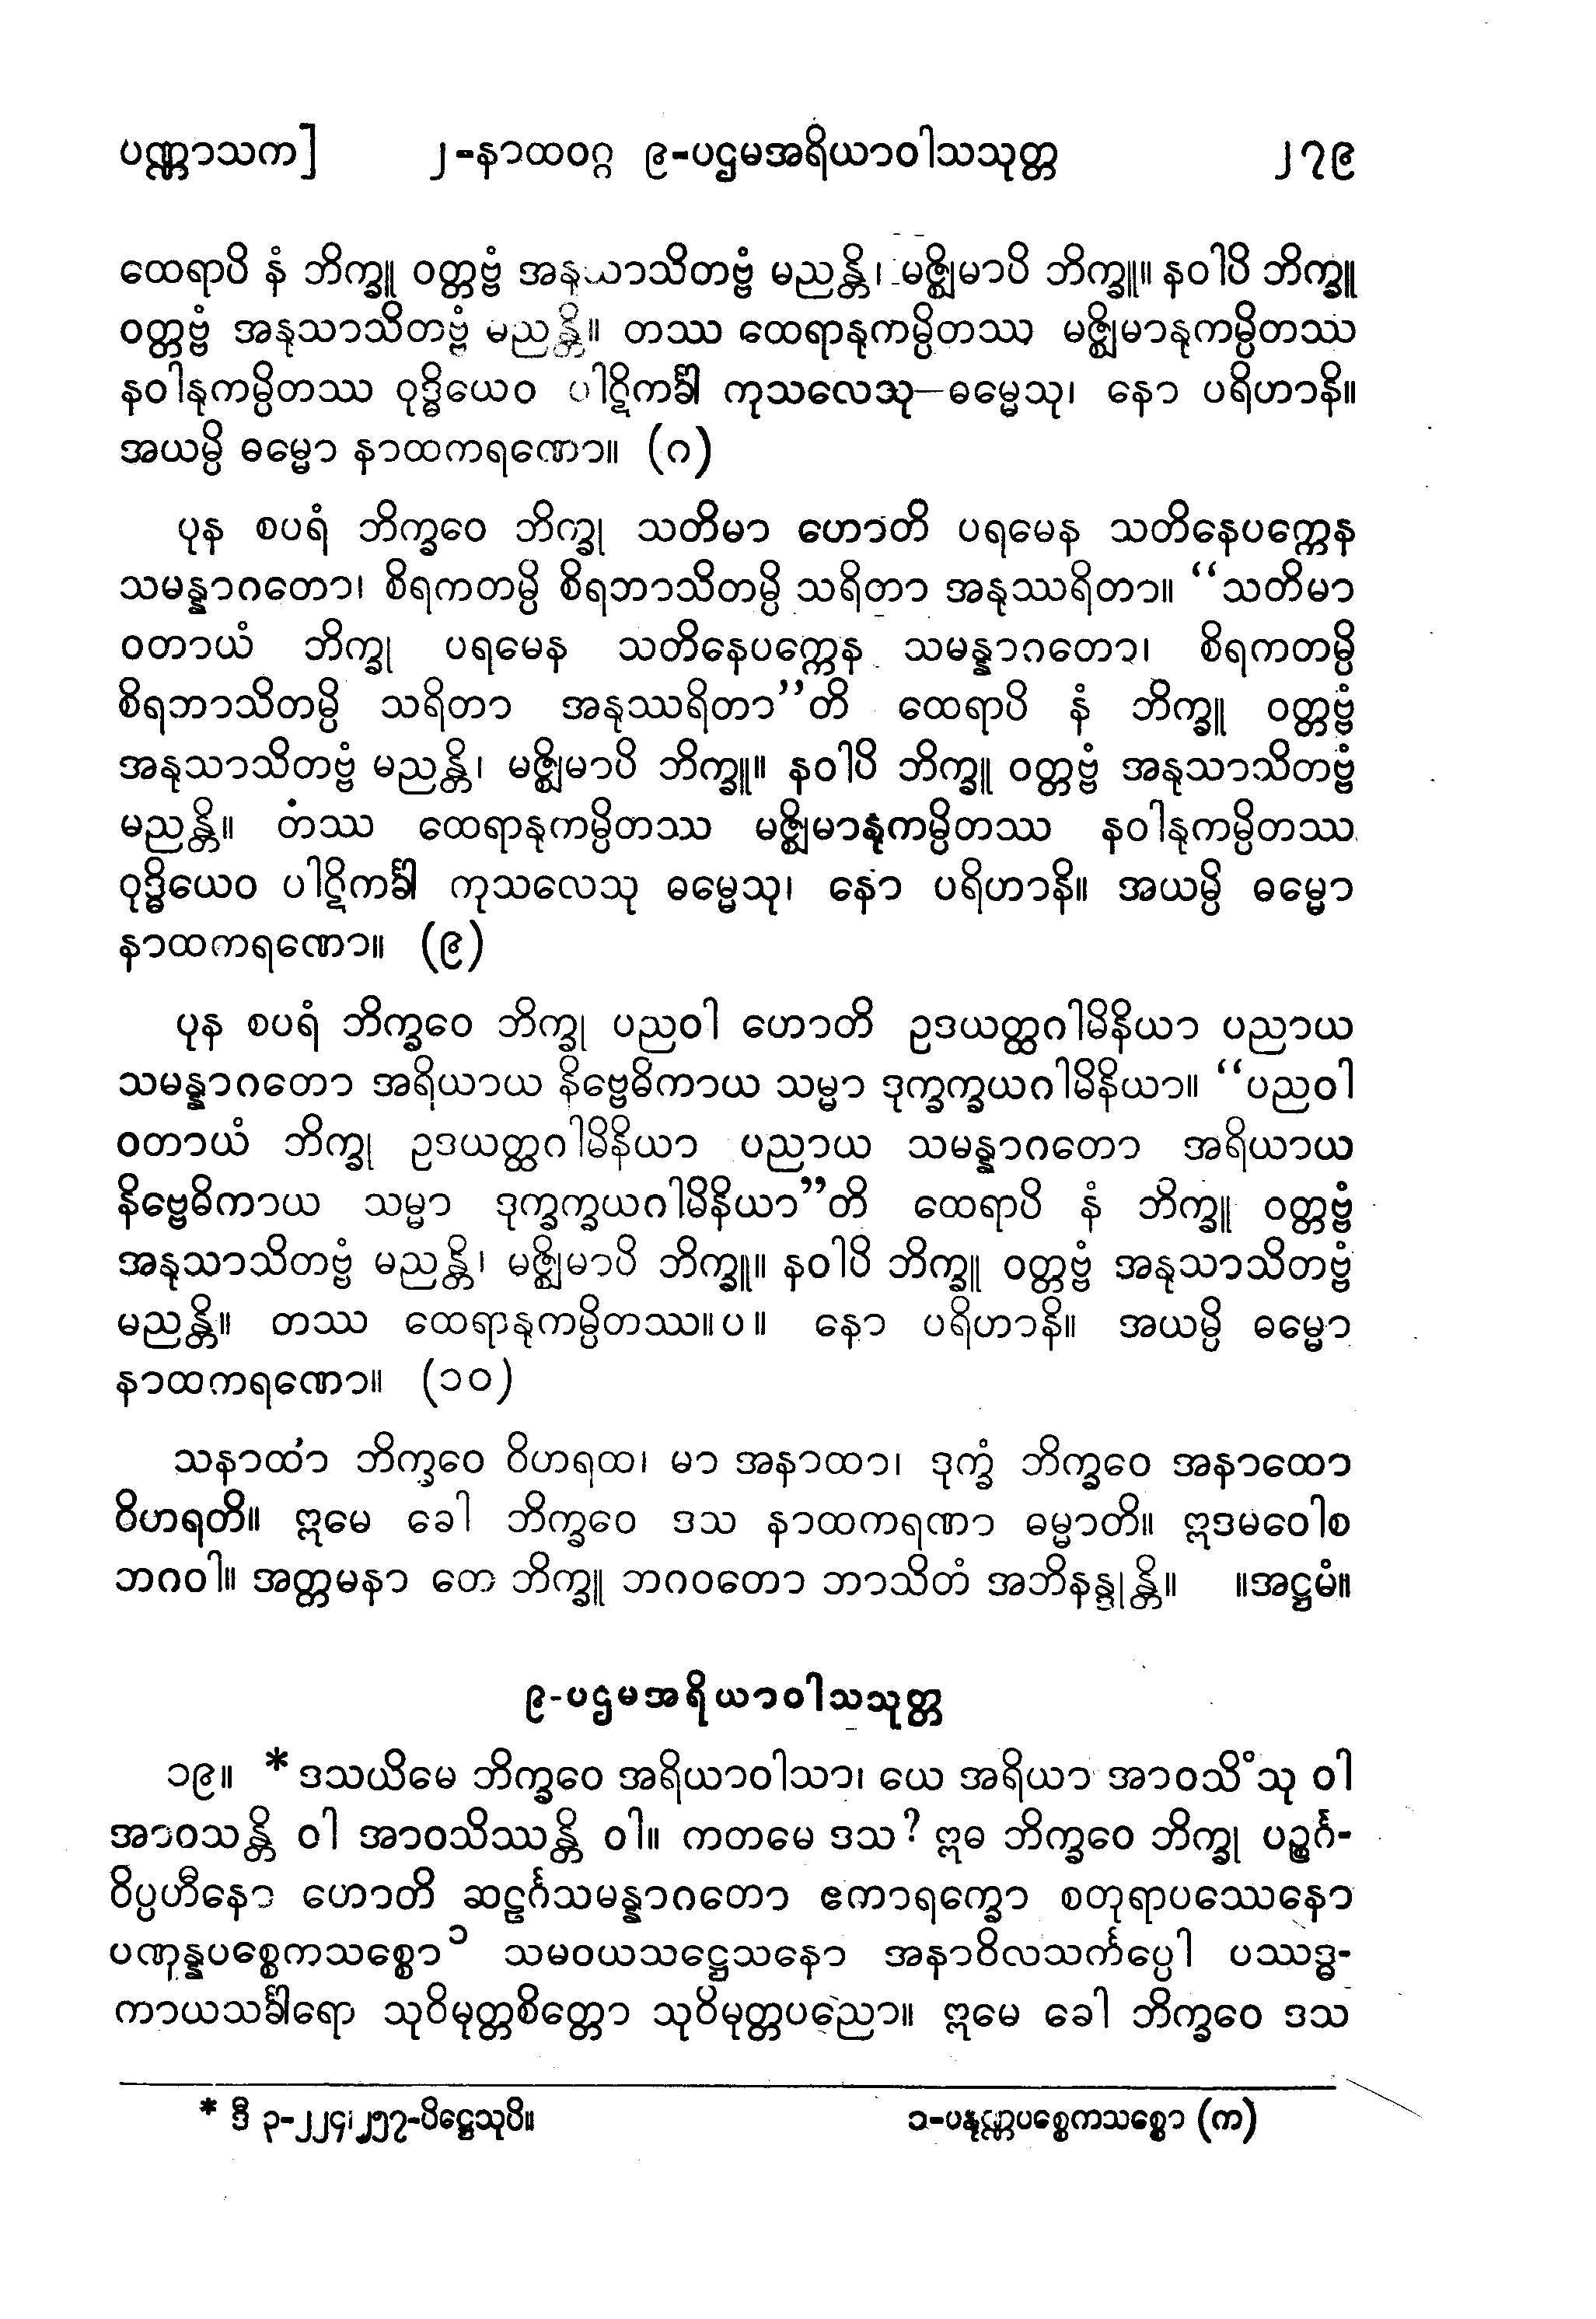 ပဏ္ဏာသက] ၂-နာထဝဂ္ဂ ၉-ပဌမအရိယာဝါသသုတ္တ ၂၇၉
ထေရာပိ နံ ဘိက္ခူ ဝတ္တဗ္ဗံ အနုသာသိတဗ္ဗံ မညန္တိ၊ မဇ္ဈိမာပိ ဘိက္ခူ။ နဝါပိ ဘိက္ခူ
ဝတ္တဗ္ဗံ အနုသာသိတဗ္ဗံ မညန္တိ။ တဿ ထေရာနုကမ္ပိတဿ မဇ္ဈိမာနုကမ္ပိတဿ
နဝါနုကမ္ပိတဿ ဝုဒ္ဓိယေဝ ပါဋိကင်္ခါ ကုသလေသု—ဓမ္မေသု၊ နော ပရိဟာနိ။
အယမ္ပိ ဓမ္မော နာထကရဏော။ (၈)
ပုန စပရံ ဘိက္ခဝေ ဘိက္ခု သတိမာ ဟောတိ ပရမေန သတိနေပက္ကေန
သမန္နာဂတော၊ စိရကတမ္ပိ စိရဘာသိတမ္ပိ သရိတာ အနုဿရိတာ။ “သတိမာ
ဝတာယံ ဘိက္ခု ပရမေန သတိနေပက္ကေန သမန္နာဂတော၊ စိရကတမ္ပိ
စိရဘာသိတမ္ပိ သရိတာ အနုဿရိတာ”တိ ထေရာပိ နံ ဘိက္ခူ ဝတ္တဗ္ဗံ
အနုသာသိတဗ္ဗံ မညန္တိ၊ မဇ္ဈိမာပိ ဘိက္ခူ။ နဝါပိ ဘိက္ခူ ဝတ္တဗ္ဗံ အနုသာသိတဗ္ဗံ
မညန္တိ။ တဿ ထေရာနုကမ္ပိတဿ မဇ္ဈိမာနုကမ္ပိတဿ နဝါနုကမ္ပိတဿ
ဝုဒ္ဓိယေဝ ပါဋိကင်္ခါ ကုသလေသု ဓမ္မေသု၊ နော ပရိဟာနိ။ အယမ္ပိ ဓမ္မော
နာထကရဏော။ (၉)
ပုန စပရံ ဘိက္ခဝေ ဘိက္ခု ပညဝါ ဟောတိ ဥဒယတ္ထဂါမိနိယာ ပညာယ
သမန္နာဂတော အရိယာယ နိဗ္ဗေဓိကာယ သမ္မာ ဒုက္ခက္ခယဂါမိနိယာ။ “ပညဝါ
ဝတာယံ ဘိက္ခု ဥဒယတ္ထဂါမိနိယာ ပညာယ သမန္နာဂတော အရိယာယ
နိဗ္ဗေဓိကာယ သမ္မာ ဒုက္ခက္ခယဂါမိနိယာ”တိ ထေရာပိ နံ ဘိက္ခူ ဝတ္တဗ္ဗံ
အနုသာသိတဗ္ဗံ မညန္တိ၊ မဇ္ဈိမာပိ ဘိက္ခူ။ နဝါပိ ဘိက္ခူ ဝတ္တဗ္ဗံ အနုသာသိတဗ္ဗံ
မညန္တိ။ တဿ ထေရာနုကမ္ပိတဿ။ပ။ နော ပရိဟာနိ။ အယမ္ပိ ဓမ္မော
နာထကရဏော။ (၁၀)
သနာထာ ဘိက္ခဝေ ဝိဟရထ၊ မာ အနာထာ၊ ဒုက္ခံ ဘိက္ခဝေ အနာထော
ဝိဟရတိ။ ဣမေ ခေါ ဘိက္ခဝေ ဒသ နာထကရဏာ ဓမ္မာတိ။ ဣဒမဝေါစ
ဘဂဝါ။ အတ္တမနာ တေ ဘိက္ခူ ဘဂဝတော ဘာသိတံ အဘိနန္ဒုန္တိ။ ။အဋ္ဌမံ။
၉-ပဌမအရိယာဝါသသုတ္တ
၁၉။ *ဒသယိမေ ဘိက္ခဝေ အရိယာဝါသာ၊ ယေ အရိယာ အာဝသိံသု ဝါ
အာဝသန္တိ ဝါ အာဝသိဿန္တိ ဝါ။ ကတမေ ဒသ? ဣဓ ဘိက္ခဝေ ဘိက္ခု ပဉ္စင်္ဂ-
ဝိပ္ပဟီနော ဟောတိ ဆဠင်္ဂသမန္နာဂတော ဧကာရက္ခော စတုရာပဿေနော
ပဏုန္နပစ္စေကသစ္စော၁ သမဝယသဋ္ဌေသနော အနာဝိလသင်္ကပ္ပေါ ပဿဒ္ဓ-
ကာယသင်္ခါရော သုဝိမုတ္တစိတ္တော သုဝိမုတ္တပညော။ ဣမေ ခေါ ဘိက္ခဝေ ဒသ
* ဒီ ၃-၂၂၄၊၂၅၇-ပိဋ္ဌေသုပိ။ ၁-ပနုဏ္ဏပစ္စေကသစ္စော (က)